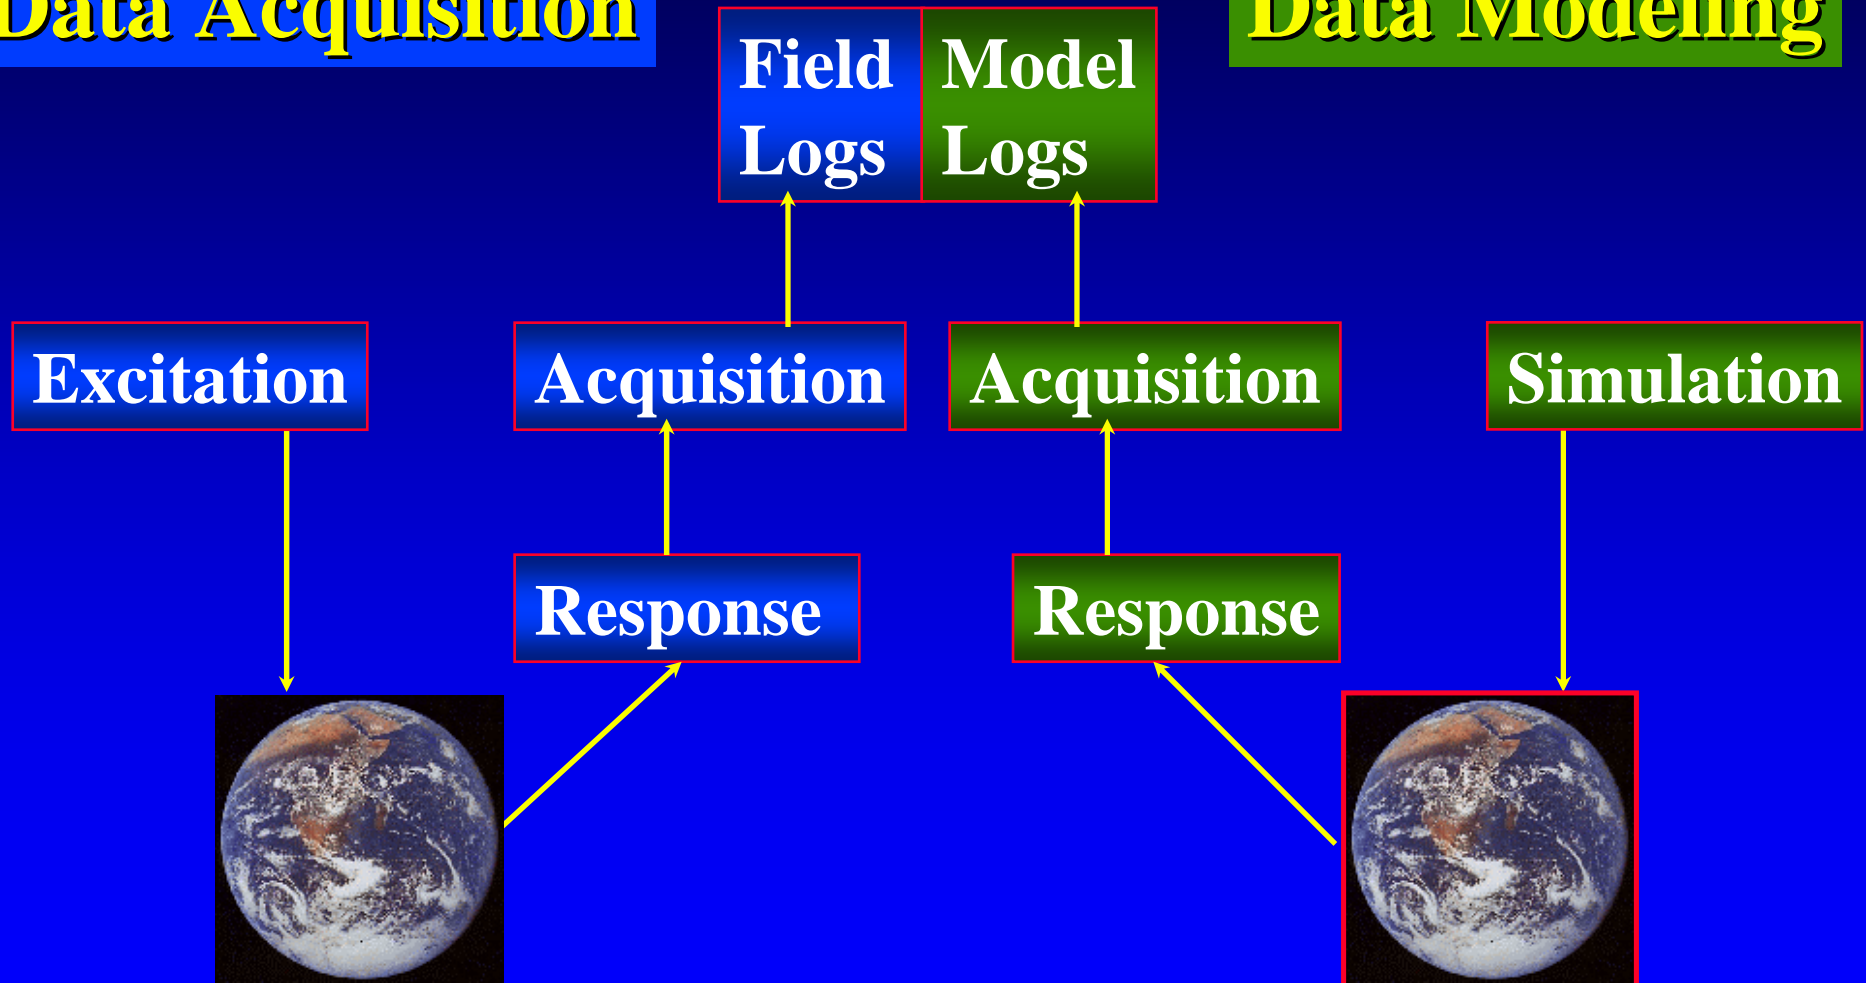 Data Acquisition
Data Modeling
Field
Logs
Model
Logs
Excitation
Acquisition
Acquisition
Simulation
Response
Response